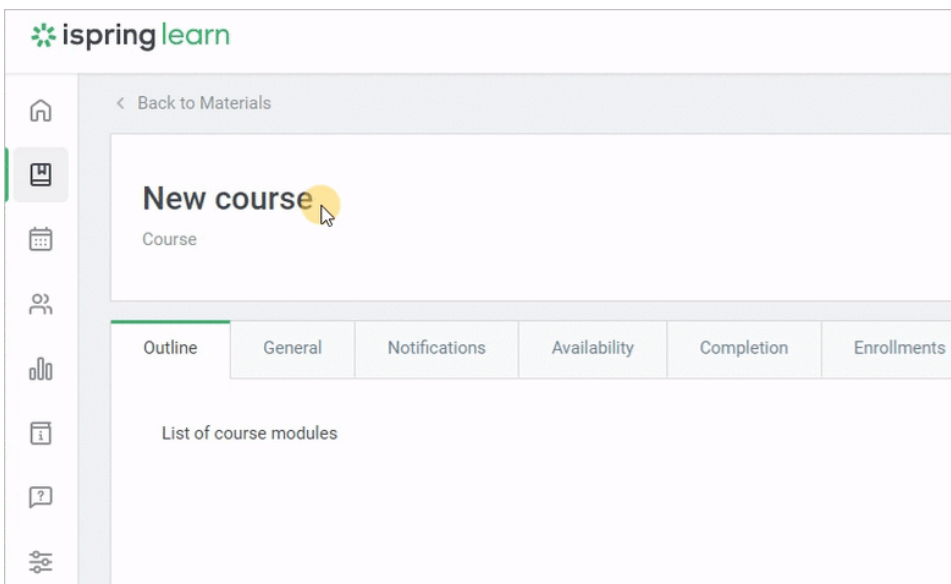 ispring learn
Back to Materials
New course
Course
Outline General Notifications Availability Completion Enrollments
List of course modules